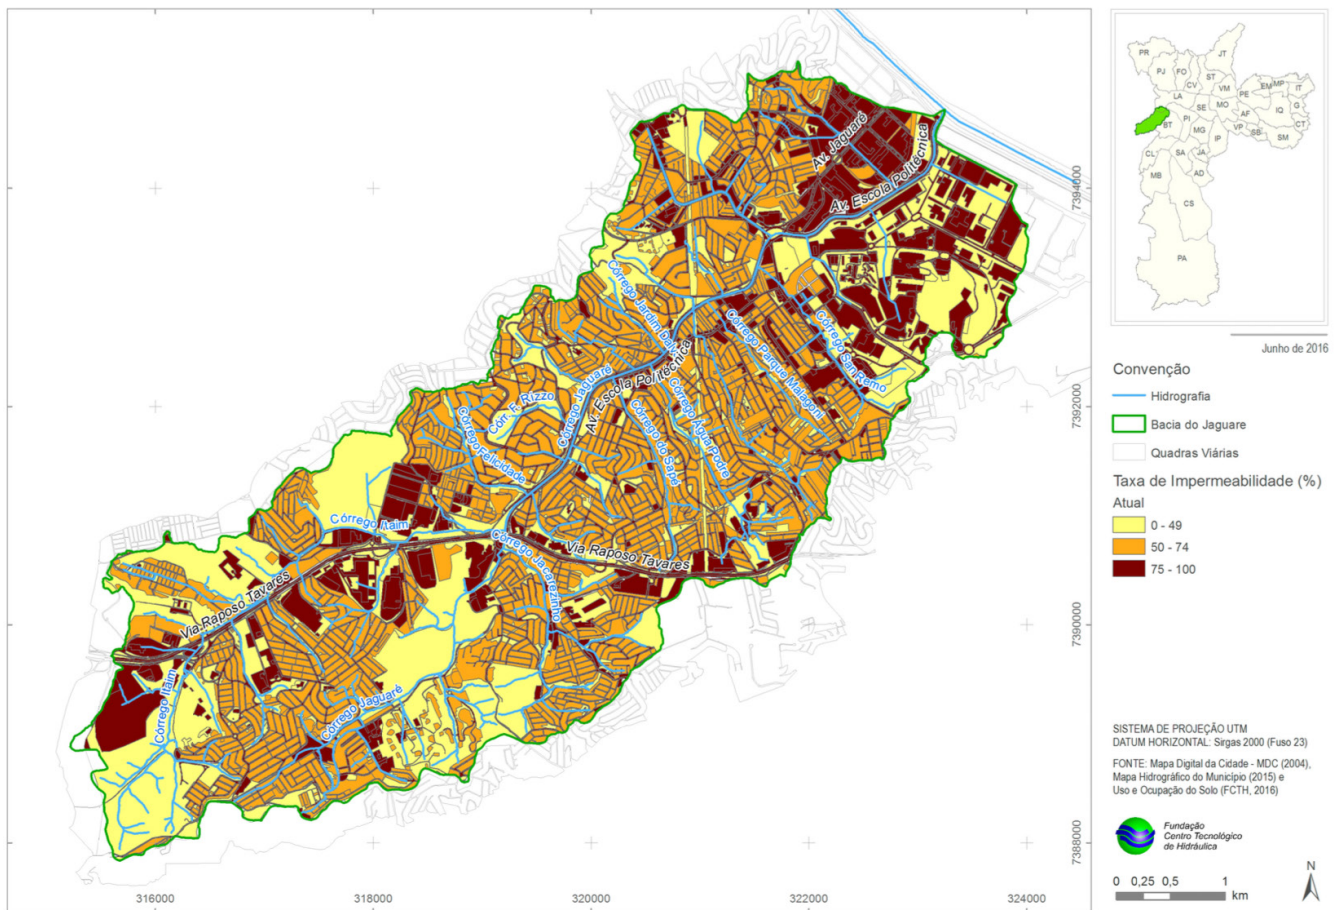 Av. Jaguaré
Av. Escola Politécnica
Córrego Jardim
Av. Escola Politécnica
Córrego Parque Malagoni
Córrego San Remo
Córrego Jaguaré
Córr. F. Rizzo
Córrego Felicidade
Córrego do Sapé
Córrego Água Podre
Córrego Itaim
Córrego Jacarezinho
Via Raposo Tavares
Via Raposo Tavares
Córrego Itaim
Córrego Jaguaré
7394000
7392000
7390000
7388000
316000
318000
320000
322000
324000
PR
JT
PJ
FO
CV
ST
VM
PE
EM
MP
IT
LA
SE
MO
G
BT
PI
AF
IQ
CT
MG
IP
VP
SB
SM
CL
SA
JA
MB
AD
CS
PA
Junho de 2016
Convenção
Hidrografia
Bacia do Jaguare
Quadras Viárias
Taxa de Impermeabilidade (%)
Atual
0 - 49
50 - 74
75 - 100
SISTEMA DE PROJEÇÃO UTM
DATUM HORIZONTAL: Sirgas 2000 (Fuso 23)
FONTE: Mapa Digital da Cidade - MDC (2004),
Mapa Hidrográfico do Município (2015) e
Uso e Ocupação do Solo (FCTH, 2016)
Fundação
Centro Tecnológico
de Hidráulica
N
0 0,25 0,5 1
km